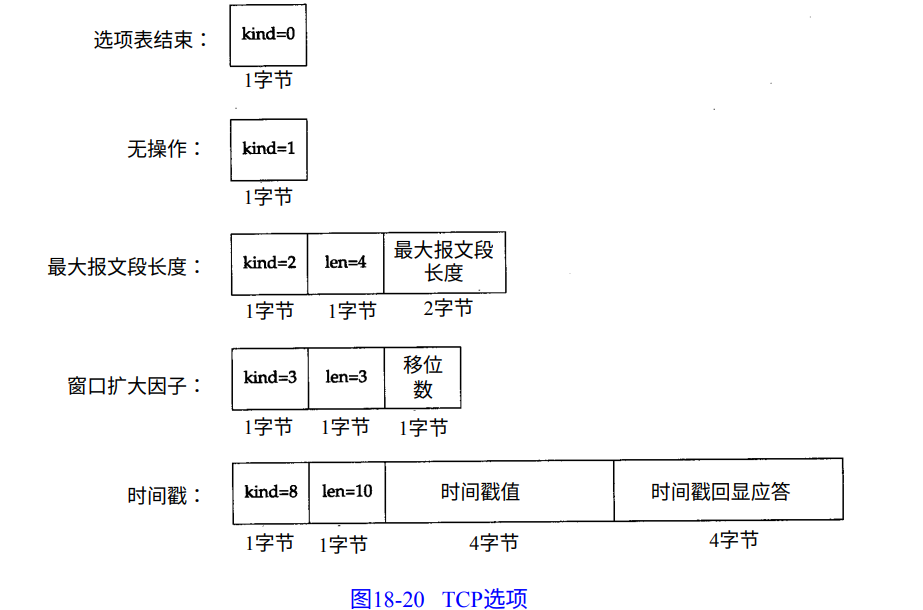 选项表结束：
kind=0
1字节
无操作：
kind=1
1字节
最大报文段长度：
kind=2
len=4
最大报文段
长度
1字节
1字节
2字节
窗口扩大因子：
kind=3
len=3
移位
数
1字节
1字节
1字节
时间戳：
kind=8
len=10
时间戳值
时间戳回显应答
1字节
1字节
4字节
4字节
图18-20 TCP选项